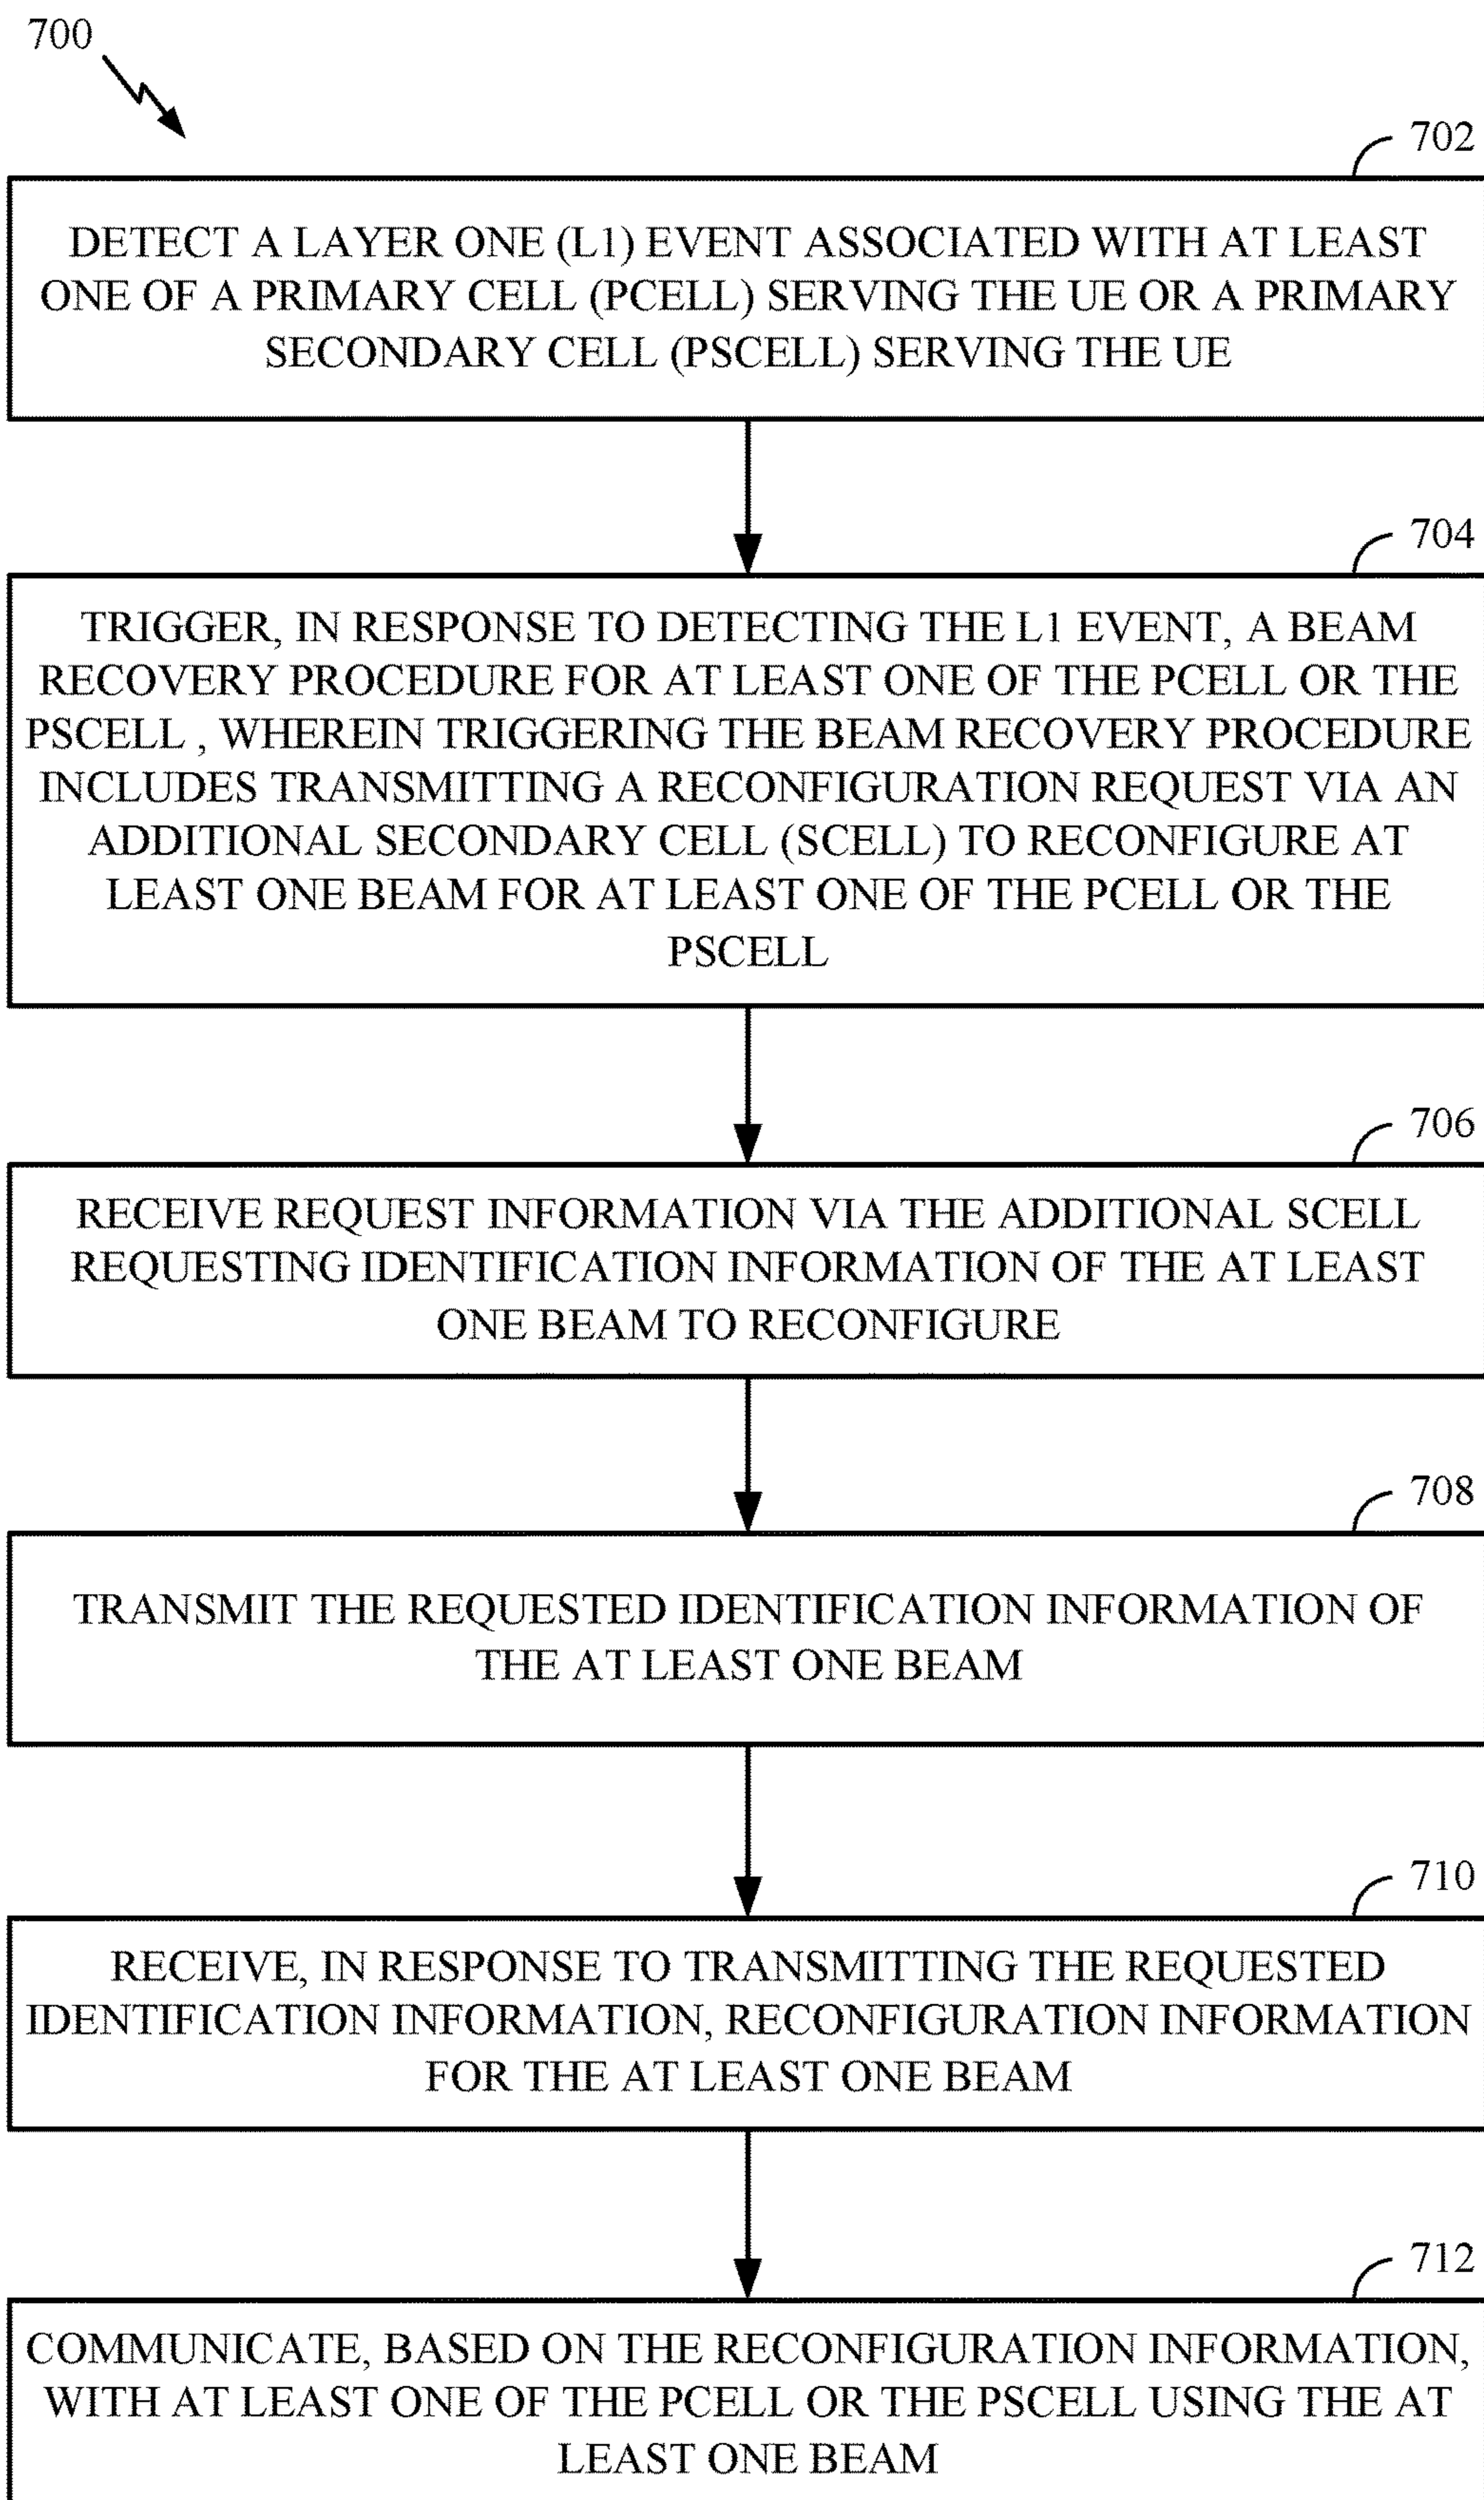 700
702
DETECT A LAYER ONE (L1) EVENT ASSOCIATED WITH AT LEAST
ONE OF A PRIMARY CELL (PCELL) SERVING THE UE OR A PRIMARY
SECONDARY CELL (PSCELL) SERVING THE UE
704
TRIGGER, IN RESPONSE TO DETECTING THE L1 EVENT, A BEAM
RECOVERY PROCEDURE FOR AT LEAST ONE OF THE PCELL OR THE
PSCELL , WHEREIN TRIGGERING THE BEAM RECOVERY PROCEDURE
INCLUDES TRANSMITTING A RECONFIGURATION REQUEST VIA AN
ADDITIONAL SECONDARY CELL (SCELL) TO RECONFIGURE AT
LEAST ONE BEAM FOR AT LEAST ONE OF THE PCELL OR THE
PSCELL
706
RECEIVE REQUEST INFORMATION VIA THE ADDITIONAL SCELL
REQUESTING IDENTIFICATION INFORMATION OF THE AT LEAST
ONE BEAM TO RECONFIGURE
708
TRANSMIT THE REQUESTED IDENTIFICATION INFORMATION OF
THE AT LEAST ONE BEAM
710
RECEIVE, IN RESPONSE TO TRANSMITTING THE REQUESTED
IDENTIFICATION INFORMATION, RECONFIGURATION INFORMATION
FOR THE AT LEAST ONE BEAM
712
COMMUNICATE, BASED ON THE RECONFIGURATION INFORMATION,
WITH AT LEAST ONE OF THE PCELL OR THE PSCELL USING THE AT
LEAST ONE BEAM